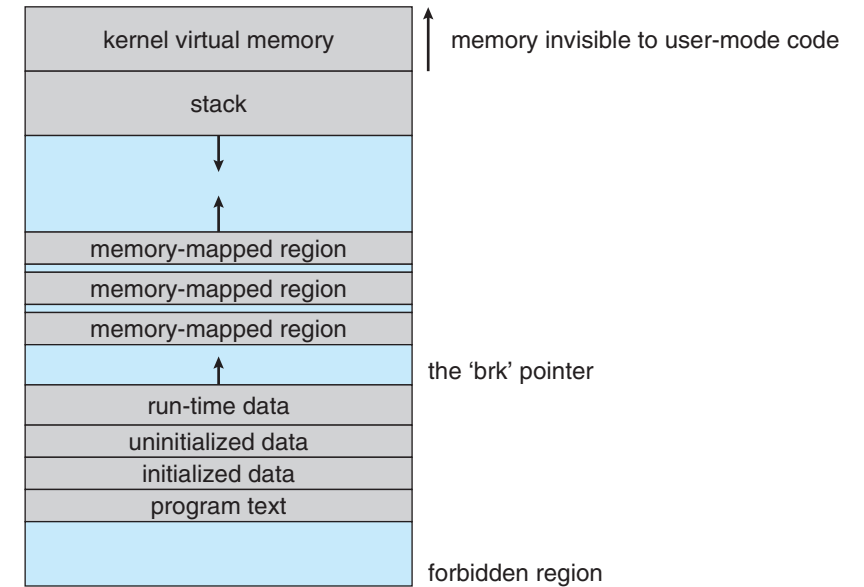 kernel virtual memory
memory invisible to user-mode code
stack
memory-mapped region
memory-mapped region
memory-mapped region
the ‘brk’ pointer
run-time data
uninitialized data
initialized data
program text
forbidden region